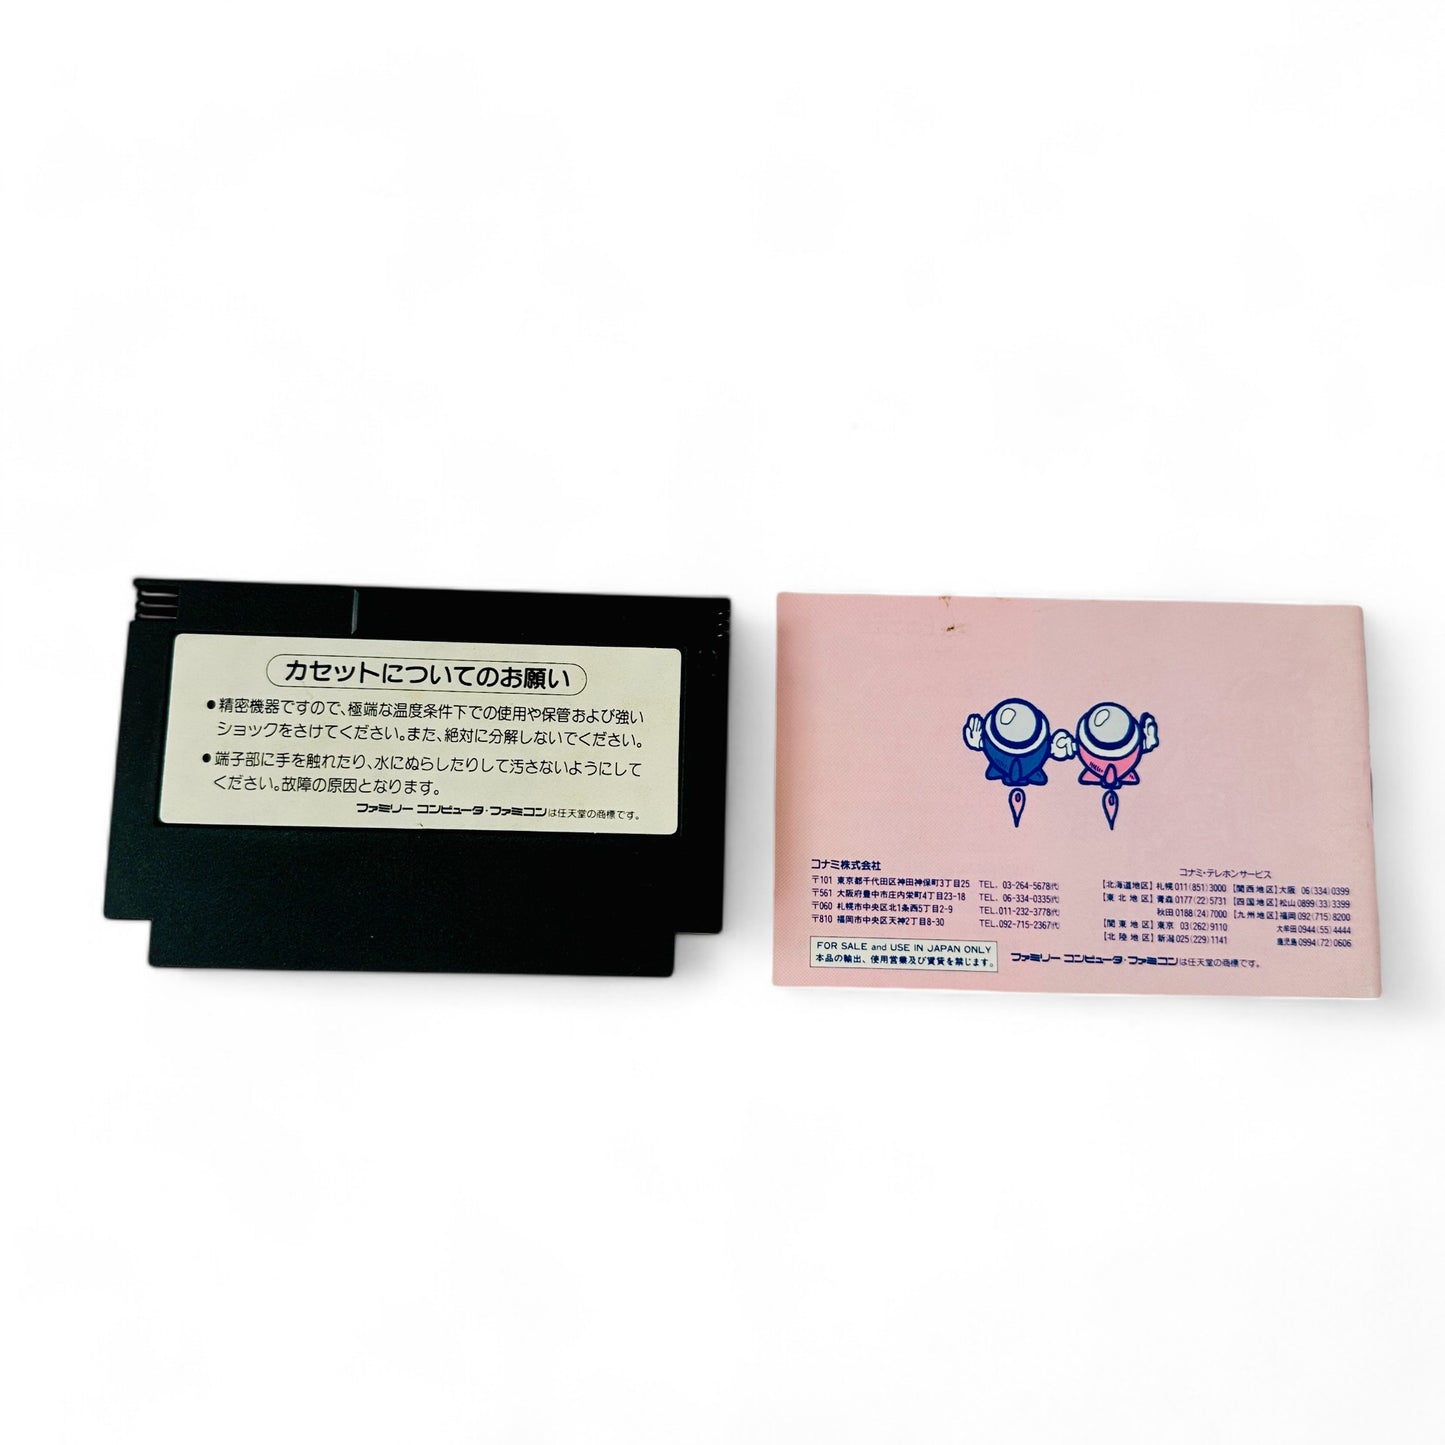 カセットについてのお願い
●精密機器ですので、極端な温度条件下での使用や保管および強い
ショックをさけてください。また、絶対に分解しないでください。
●端子部に手を触れたり、水にぬらしたりして汚さないようにして
ください。故障の原因となります。
ファミリー コンピュータ・ファミコンは任天堂の商標です。
コナミ株式会社
〒101 東京都千代田区神田神保町3丁目25 TEL. 03-264-5678(代)
〒561 大阪府豊中市庄内栄町4丁目23-18 TEL. 06-334-0335(代)
〒060 札幌市中央区北1条西5丁目2-9 TEL.011-232-3778(代)
〒810 福岡市中央区天神2丁目8-30 TEL.092-715-2367(代)
コナミ・テレホンサービス
【北海道地区】札幌 011(851)3000 【関西地区】大阪 06(334)0399
【東北地区】青森 0177(22)5731 【四国地区】松山 0899(33)3399
秋田 0188(24)7000 【九州地区】福岡 092(715)8200
【関東地区】東京 03(262)9110 大牟田 0944(55)4444
【北陸地区】新潟 025(229)1141 鹿児島 0994(72)0606
FOR SALE and USE IN JAPAN ONLY
本品の輸出、使用営業及び賃貸を禁じます。
ファミリー コンピュータ・ファミコンは任天堂の商標です。